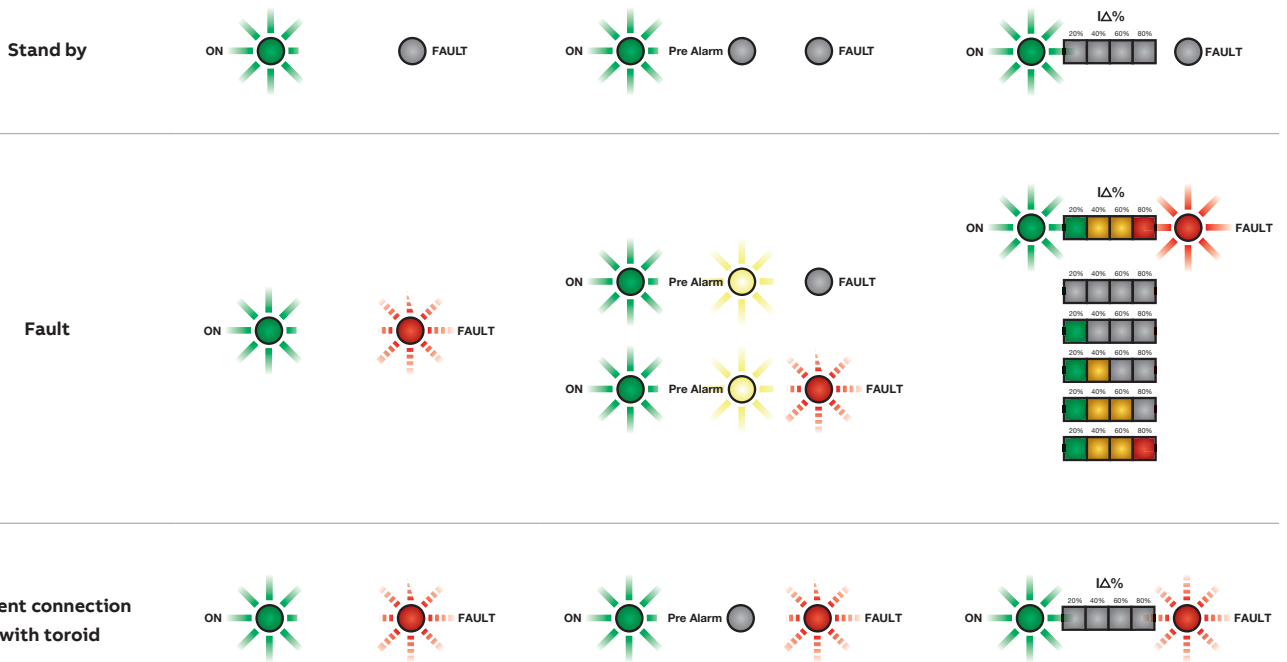 IΔ%
20% 40% 60% 80%
Stand by ON FAULT ON Pre Alarm FAULT ON FAULT
IΔ%
20% 40% 60% 80%
ON FAULT
ON Pre Alarm FAULT
20% 40% 60% 80%
Fault ON FAULT
20% 40% 60% 80%
20% 40% 60% 80%
ON Pre Alarm FAULT
20% 40% 60% 80%
20% 40% 60% 80%
IΔ%
20% 40% 60% 80%
connection
ON FAULT ON Pre Alarm FAULT ON FAULT
with toroid